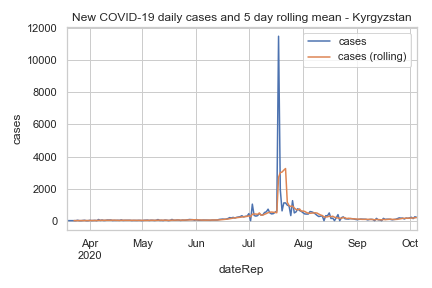 New COVID-19 daily cases and 5 day rolling mean - Kyrgyzstan
12000
10000
8000
6000
4000
2000
0
cases
cases
cases (rolling)
Apr
2020
May
Jun
Jul
Aug
Sep
Oct
dateRep